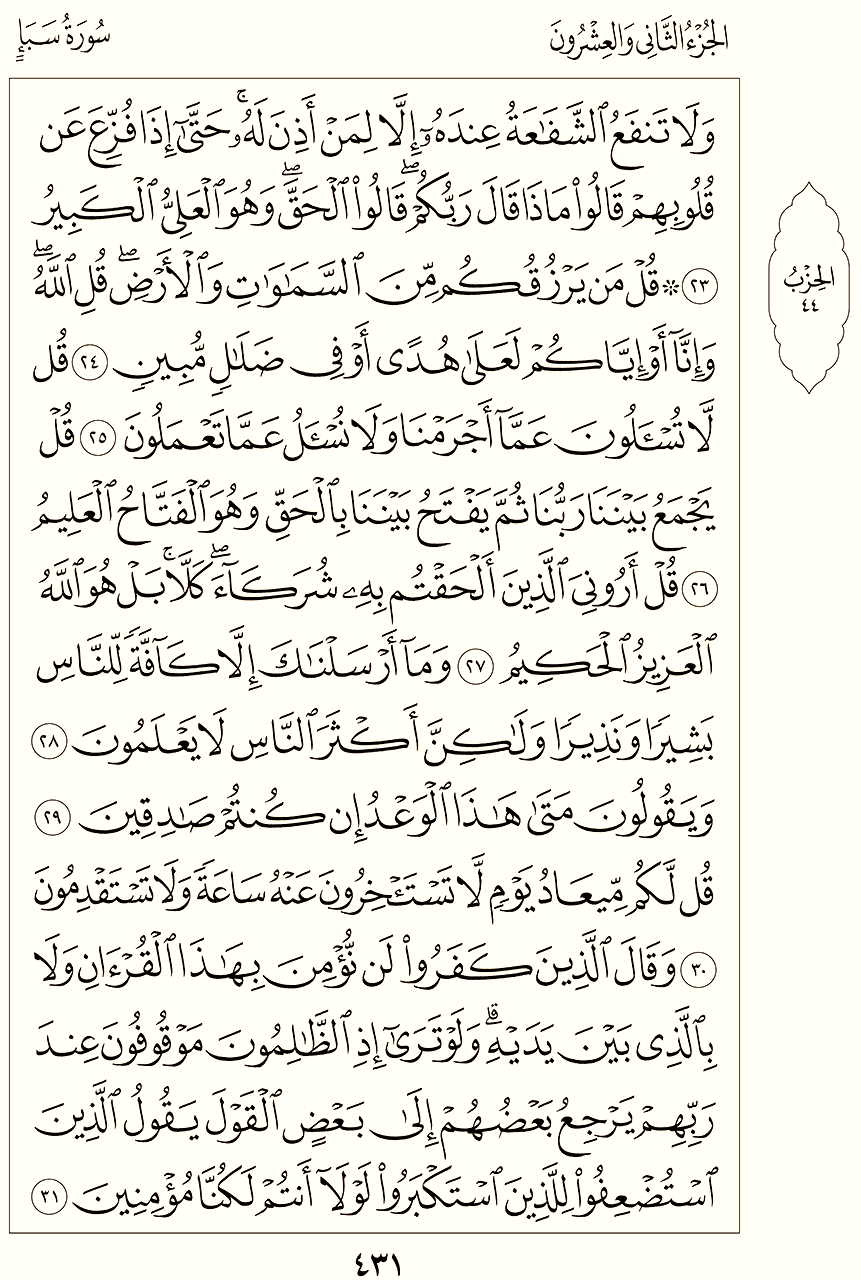 الجُزْءُ الثَّانِي وَالعِشْرُونَ
سُورَةُ سَبَإٍ
وَلَا تَنفَعُ ٱلشَّفَٰعَةُ عِندَهُۥٓ إِلَّا لِمَنْ أَذِنَ لَهُۥۚ حَتَّىٰٓ إِذَا فُزِّعَ عَن
قُلُوبِهِمْ قَالُوا۟ مَاذَا قَالَ رَبُّكُمْۖ قَالُوا۟ ٱلْحَقَّۖ وَهُوَ ٱلْعَلِىُّ ٱلْكَبِيرُ
٢٣ ۞ قُلْ مَن يَرْزُقُكُم مِّنَ ٱلسَّمَٰوَٰتِ وَٱلْأَرْضِۖ قُلِ ٱللَّهُۖ
وَإِنَّآ أَوْ إِيَّاكُمْ لَعَلَىٰ هُدًى أَوْ فِى ضَلَٰلٍ مُّبِينٍ ٢٤ قُل
لَّا تُسْـَٔلُونَ عَمَّآ أَجْرَمْنَا وَلَا نُسْـَٔلُ عَمَّا تَعْمَلُونَ ٢٥ قُلْ
يَجْمَعُ بَيْنَنَا رَبُّنَا ثُمَّ يَفْتَحُ بَيْنَنَا بِٱلْحَقِّ وَهُوَ ٱلْفَتَّاحُ ٱلْعَلِيمُ
٢٦ قُلْ أَرُونِىَ ٱلَّذِينَ أَلْحَقْتُم بِهِۦ شُرَكَآءَۖ كَلَّاۚ بَلْ هُوَ ٱللَّهُ
ٱلْعَزِيزُ ٱلْحَكِيمُ ٢٧ وَمَآ أَرْسَلْنَٰكَ إِلَّا كَآفَّةً لِّلنَّاسِ
بَشِيرًا وَنَذِيرًا وَلَٰكِنَّ أَكْثَرَ ٱلنَّاسِ لَا يَعْلَمُونَ ٢٨
وَيَقُولُونَ مَتَىٰ هَٰذَا ٱلْوَعْدُ إِن كُنتُمْ صَٰدِقِينَ ٢٩
قُل لَّكُم مِّيعَادُ يَوْمٍ لَّا تَسْتَـْٔخِرُونَ عَنْهُ سَاعَةً وَلَا تَسْتَقْدِمُونَ
٣٠ وَقَالَ ٱلَّذِينَ كَفَرُوا۟ لَن نُّؤْمِنَ بِهَٰذَا ٱلْقُرْءَانِ وَلَا
بِٱلَّذِى بَيْنَ يَدَيْهِۗ وَلَوْ تَرَىٰٓ إِذِ ٱلظَّٰلِمُونَ مَوْقُوفُونَ عِندَ
رَبِّهِمْ يَرْجِعُ بَعْضُهُمْ إِلَىٰ بَعْضٍ ٱلْقَوْلَ يَقُولُ ٱلَّذِينَ
ٱسْتُضْعِفُوا۟ لِلَّذِينَ ٱسْتَكْبَرُوا۟ لَوْلَآ أَنتُمْ لَكُنَّا مُؤْمِنِينَ ٣١
الحِزْبُ
٤٤
٤٣١